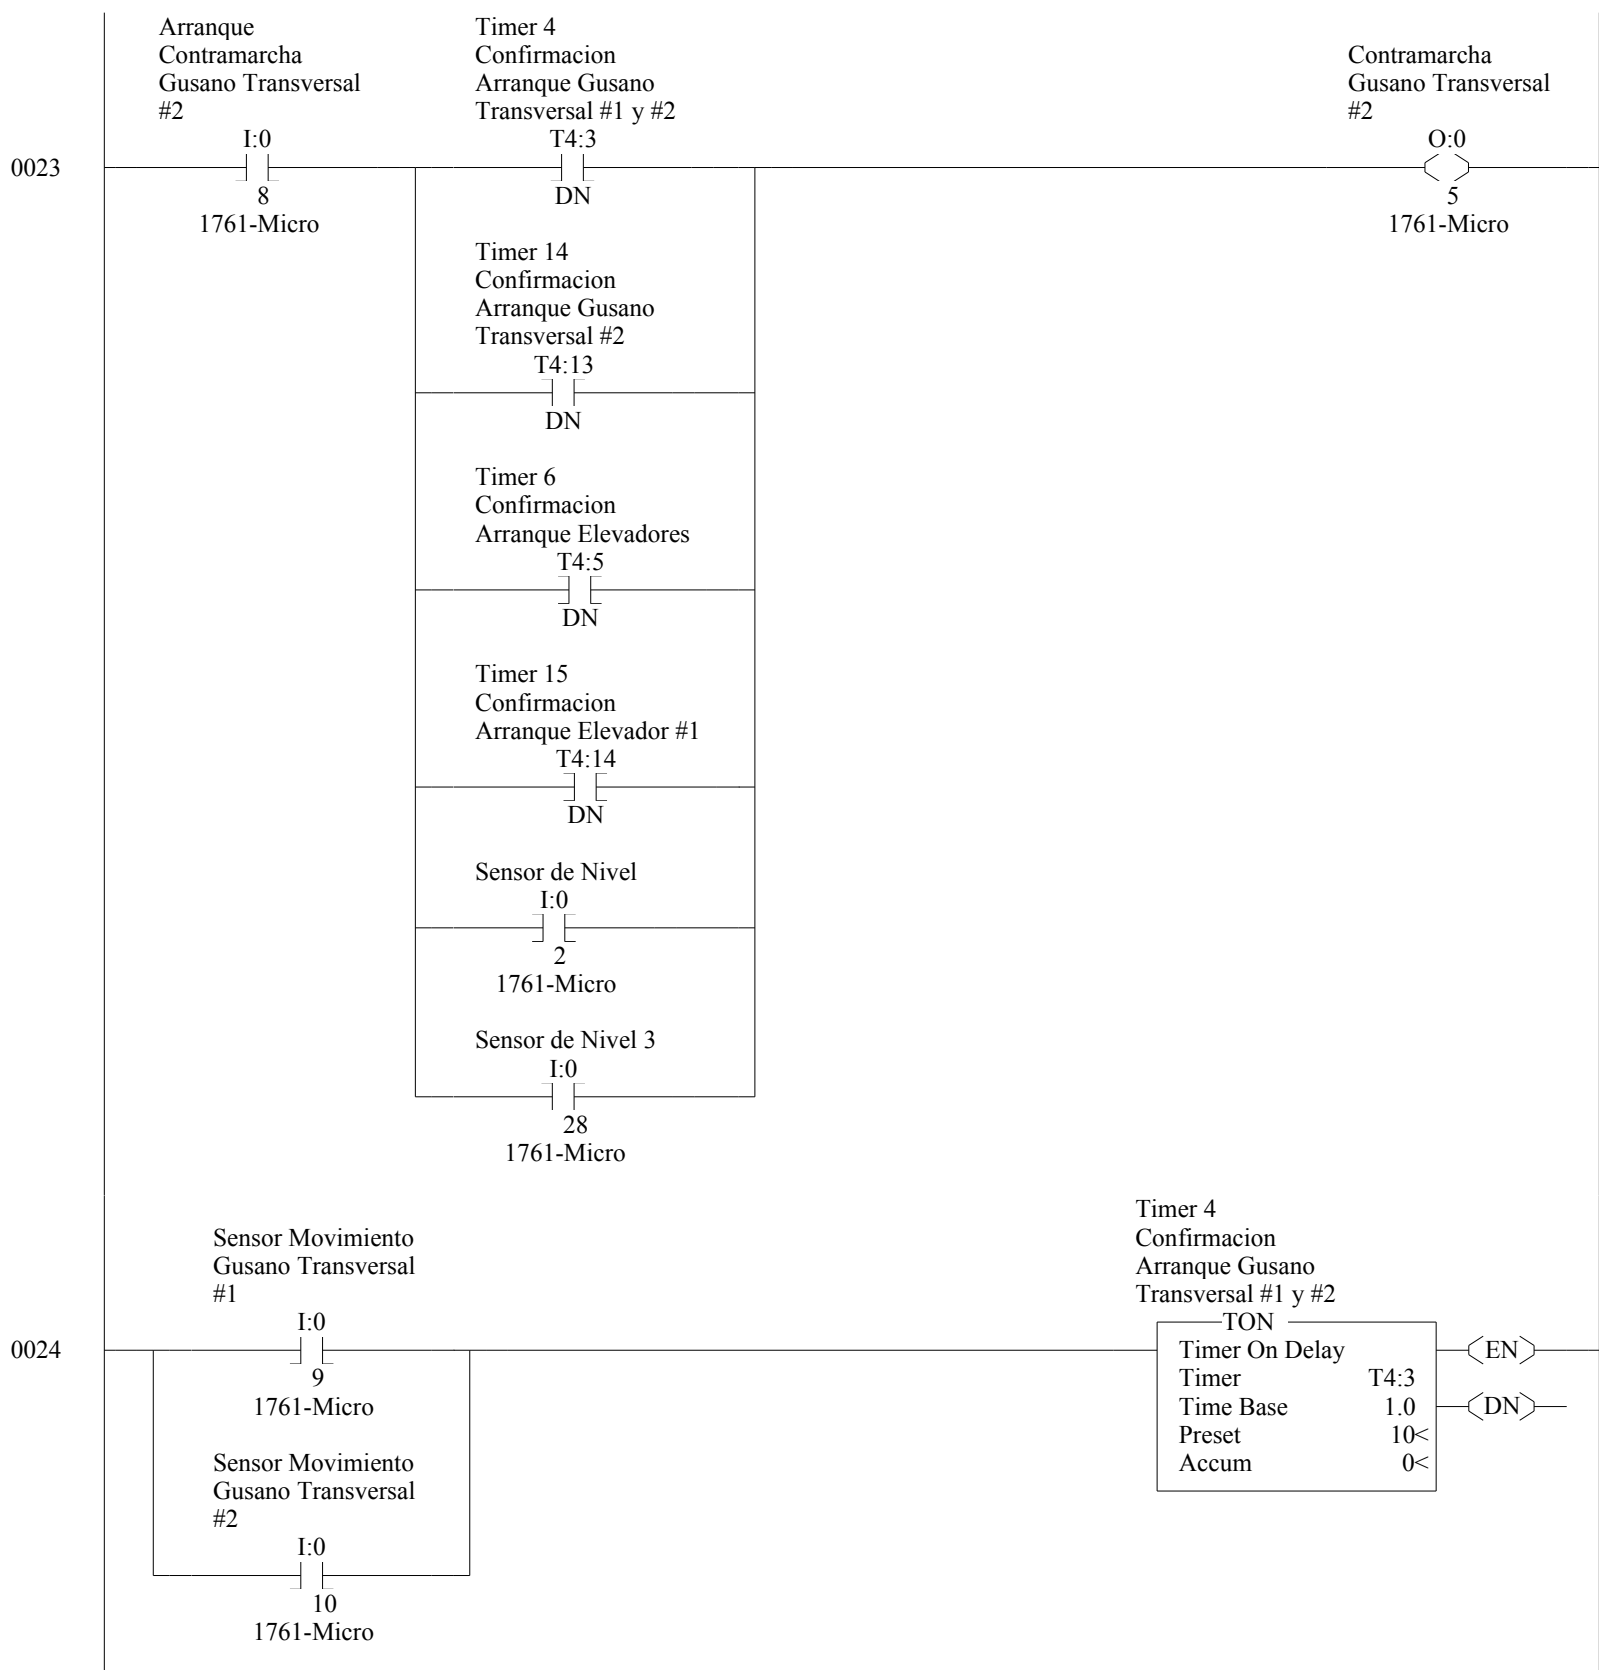 Arranque
Contramarcha
Gusano Transversal
#2
I:0
8
1761-Micro
Timer 4
Confirmacion
Arranque Gusano
Transversal #1 y #2
T4:3
DN
Contramarcha
Gusano Transversal
#2
O:0
5
1761-Micro
0023
Timer 14
Confirmacion
Arranque Gusano
Transversal #2
T4:13
DN
Timer 6
Confirmacion
Arranque Elevadores
T4:5
DN
Timer 15
Confirmacion
Arranque Elevador #1
T4:14
DN
Sensor de Nivel
I:0
2
1761-Micro
Sensor de Nivel 3
I:0
28
1761-Micro
0024
Sensor Movimiento
Gusano Transversal
#1
I:0
9
1761-Micro
Sensor Movimiento
Gusano Transversal
#2
I:0
10
1761-Micro
Timer 4
Confirmacion
Arranque Gusano
Transversal #1 y #2
TON
Timer On Delay
Timer T4:3
Time Base 1.0
Preset 10<
Accum 0<
EN
DN